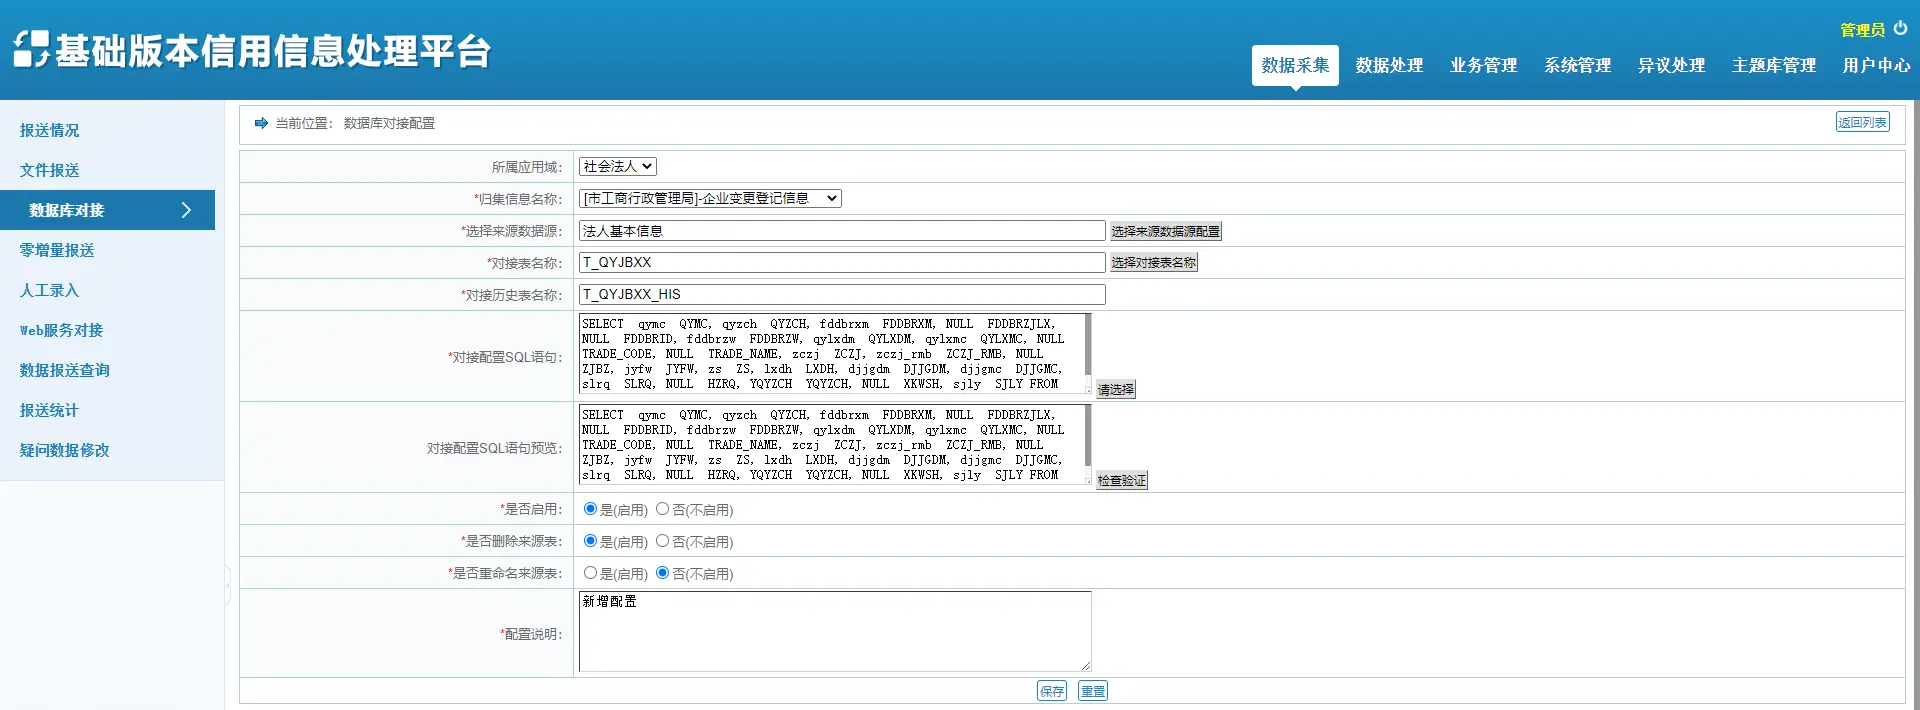 基础版本信用信息处理平台
管理员
数据采集 数据处理 业务管理 系统管理 异议处理 主题库管理 用户中心
报送情况
文件报送
数据库对接
零增量报送
人工录入
Web服务对接
数据报送查询
报送统计
疑问数据修改
当前位置： 数据库对接配置
返回列表
所属应用域： 社会法人
*归集信息名称： [市工商行政管理局]-企业变更登记信息
*选择来源数据源： 法人基本信息 选择来源数据源配置
*对接表名称： T_QYJBXX 选择对接表名称
*对接历史表名称： T_QYJBXX_HIS
*对接配置SQL语句：
SELECT qymc QYMC, qyzch QYZCH, fddbrxm FDDBRXM, NULL FDDBRZJLX,
NULL FDDBRID, fddbrzw FDDBRZW, qylxdm QYLXDM, qylxmc QYLXMC, NULL
TRADE_CODE, NULL TRADE_NAME, zczj ZCZJ, zczj_rmb ZCZJ_RMB, NULL
ZJBZ, jyfw JYFW, zs ZS, lxdh LXDH, djjgdm DJJGDM, djjgmc DJJGMC,
slrq SLRQ, NULL HZRQ, YQYZCH YQYZCH, NULL XKWSH, sjly SJLY FROM
请选择
对接配置SQL语句预览：
SELECT qymc QYMC, qyzch QYZCH, fddbrxm FDDBRXM, NULL FDDBRZJLX,
NULL FDDBRID, fddbrzw FDDBRZW, qylxdm QYLXDM, qylxmc QYLXMC, NULL
TRADE_CODE, NULL TRADE_NAME, zczj ZCZJ, zczj_rmb ZCZJ_RMB, NULL
ZJBZ, jyfw JYFW, zs ZS, lxdh LXDH, djjgdm DJJGDM, djjgmc DJJGMC,
slrq SLRQ, NULL HZRQ, YQYZCH YQYZCH, NULL XKWSH, sjly SJLY FROM
检查验证
*是否启用： 是(启用) 否(不启用)
*是否删除来源表： 是(启用) 否(不启用)
*是否重命名来源表： 是(启用) 否(不启用)
*配置说明： 新增配置
保存 重置